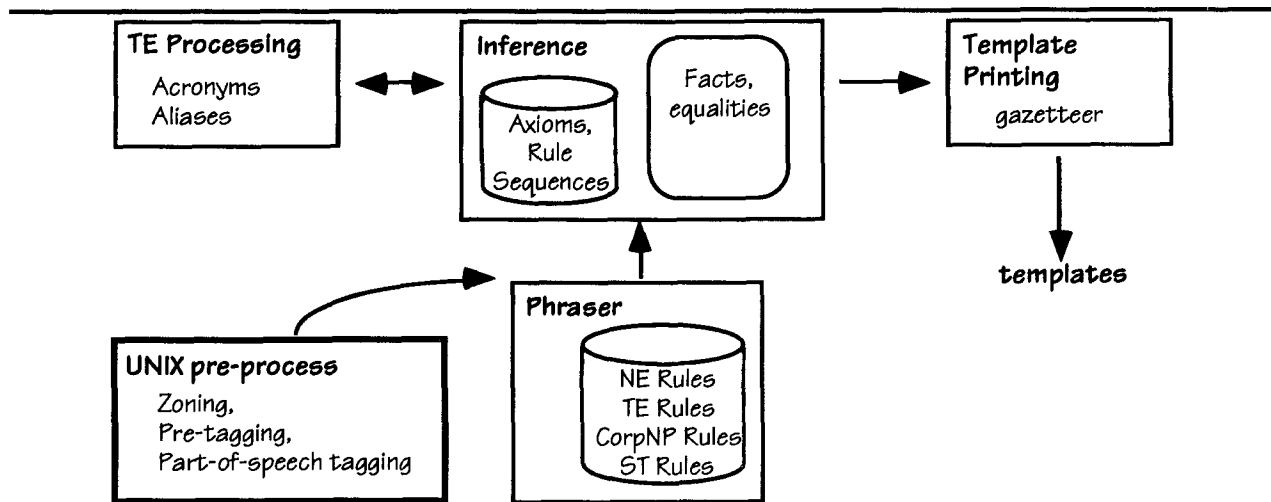 TE Processing
Acronyms
Aliases
Inference
Axioms,
Rule
Sequences
Facts,
equalities
Template
Printing
gazetteer
templates
Phraser
NE Rules
TE Rules
CorpNP Rules
ST Rules
UNIX pre-process
Zoning,
Pre-tagging,
Part-of-speech tagging